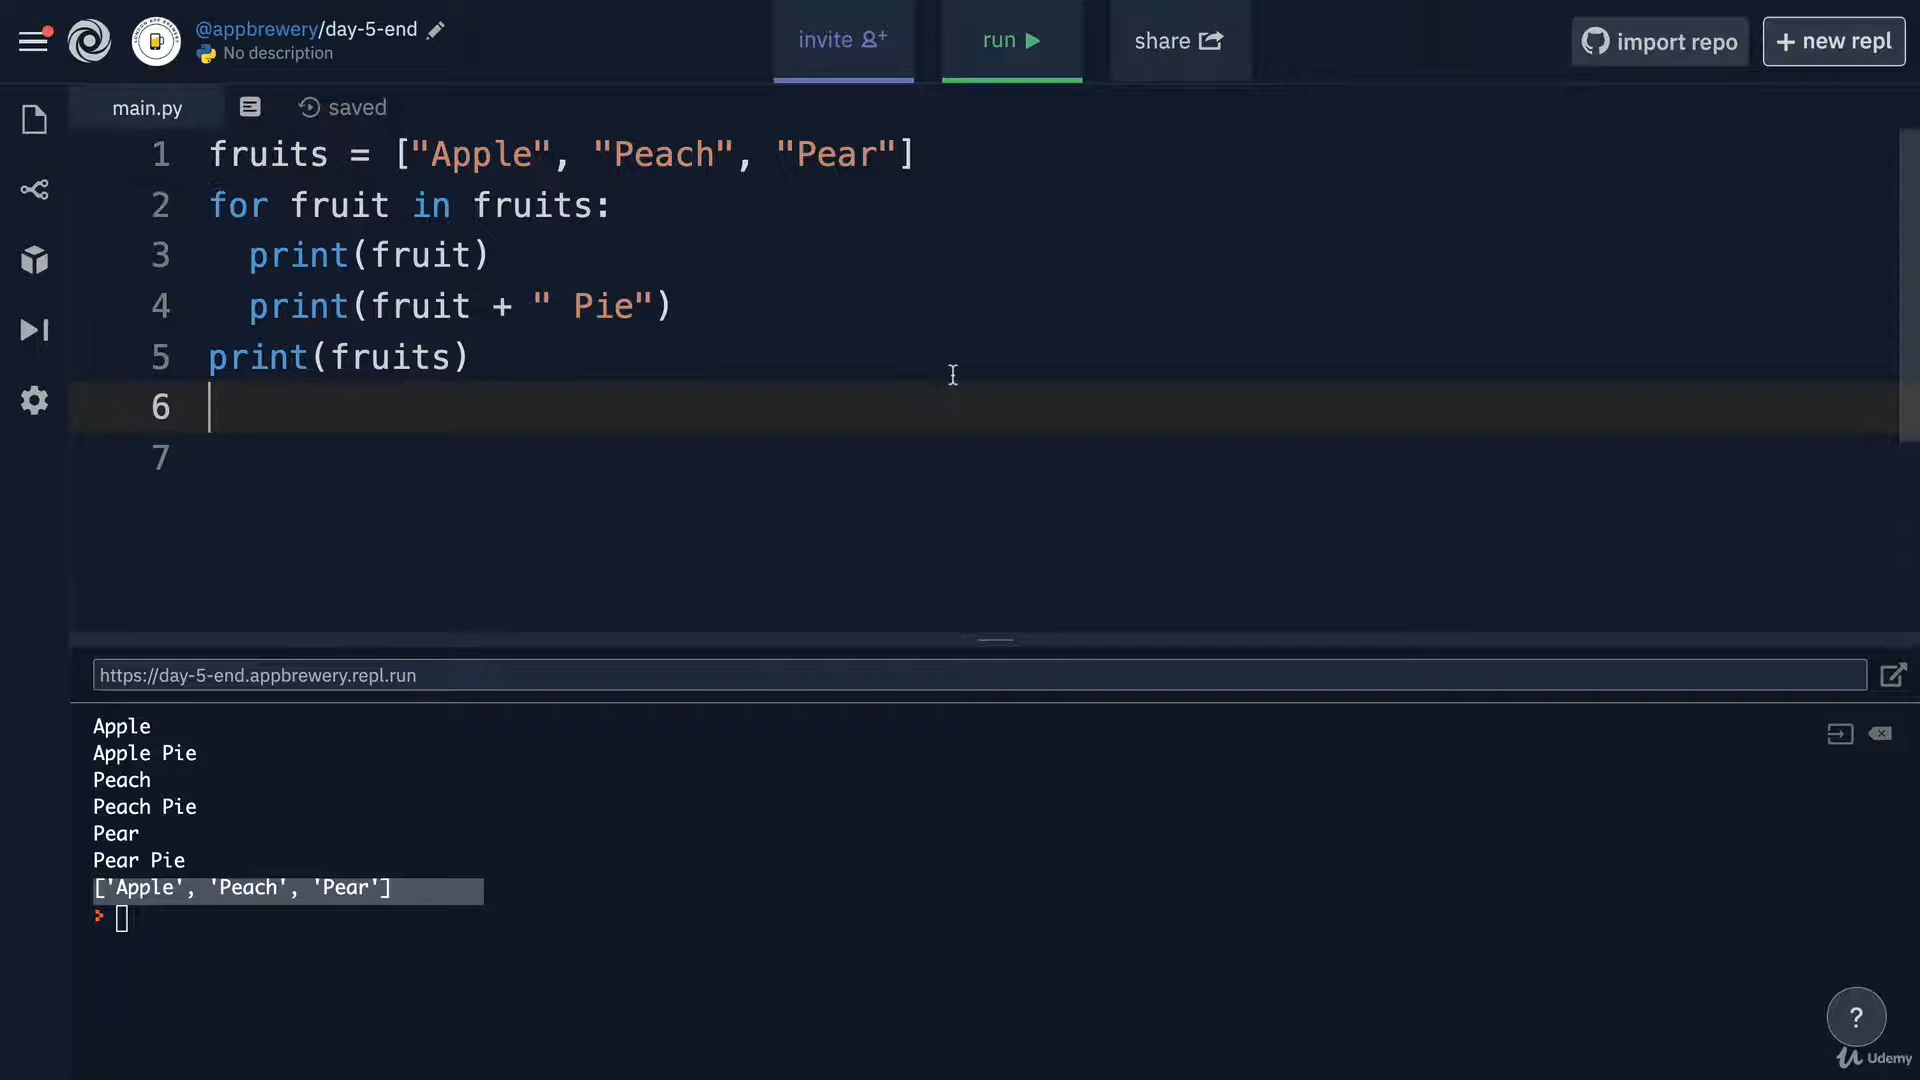 @appbrewery/day-5-end
No description
invite
run
share
import repo
+ new repl
main.py
saved
1 fruits = ["Apple", "Peach", "Pear"]
2 for fruit in fruits:
3 print(fruit)
4 print(fruit + " Pie")
5 print(fruits)
6
7
https://day-5-end.appbrewery.repl.run
Apple
Apple Pie
Peach
Peach Pie
Pear
Pear Pie
['Apple', 'Peach', 'Pear']
>
?
Udemy